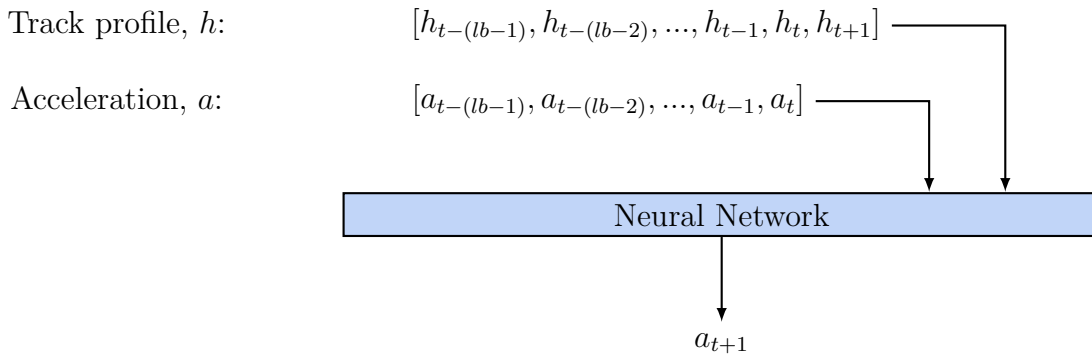 Track profile, h: [h_{t−(lb−1)}, h_{t−(lb−2)}, ..., h_{t−1}, h_t, h_{t+1}]
Acceleration, a: [a_{t−(lb−1)}, a_{t−(lb−2)}, ..., a_{t−1}, a_t]
Neural Network
a_{t+1}